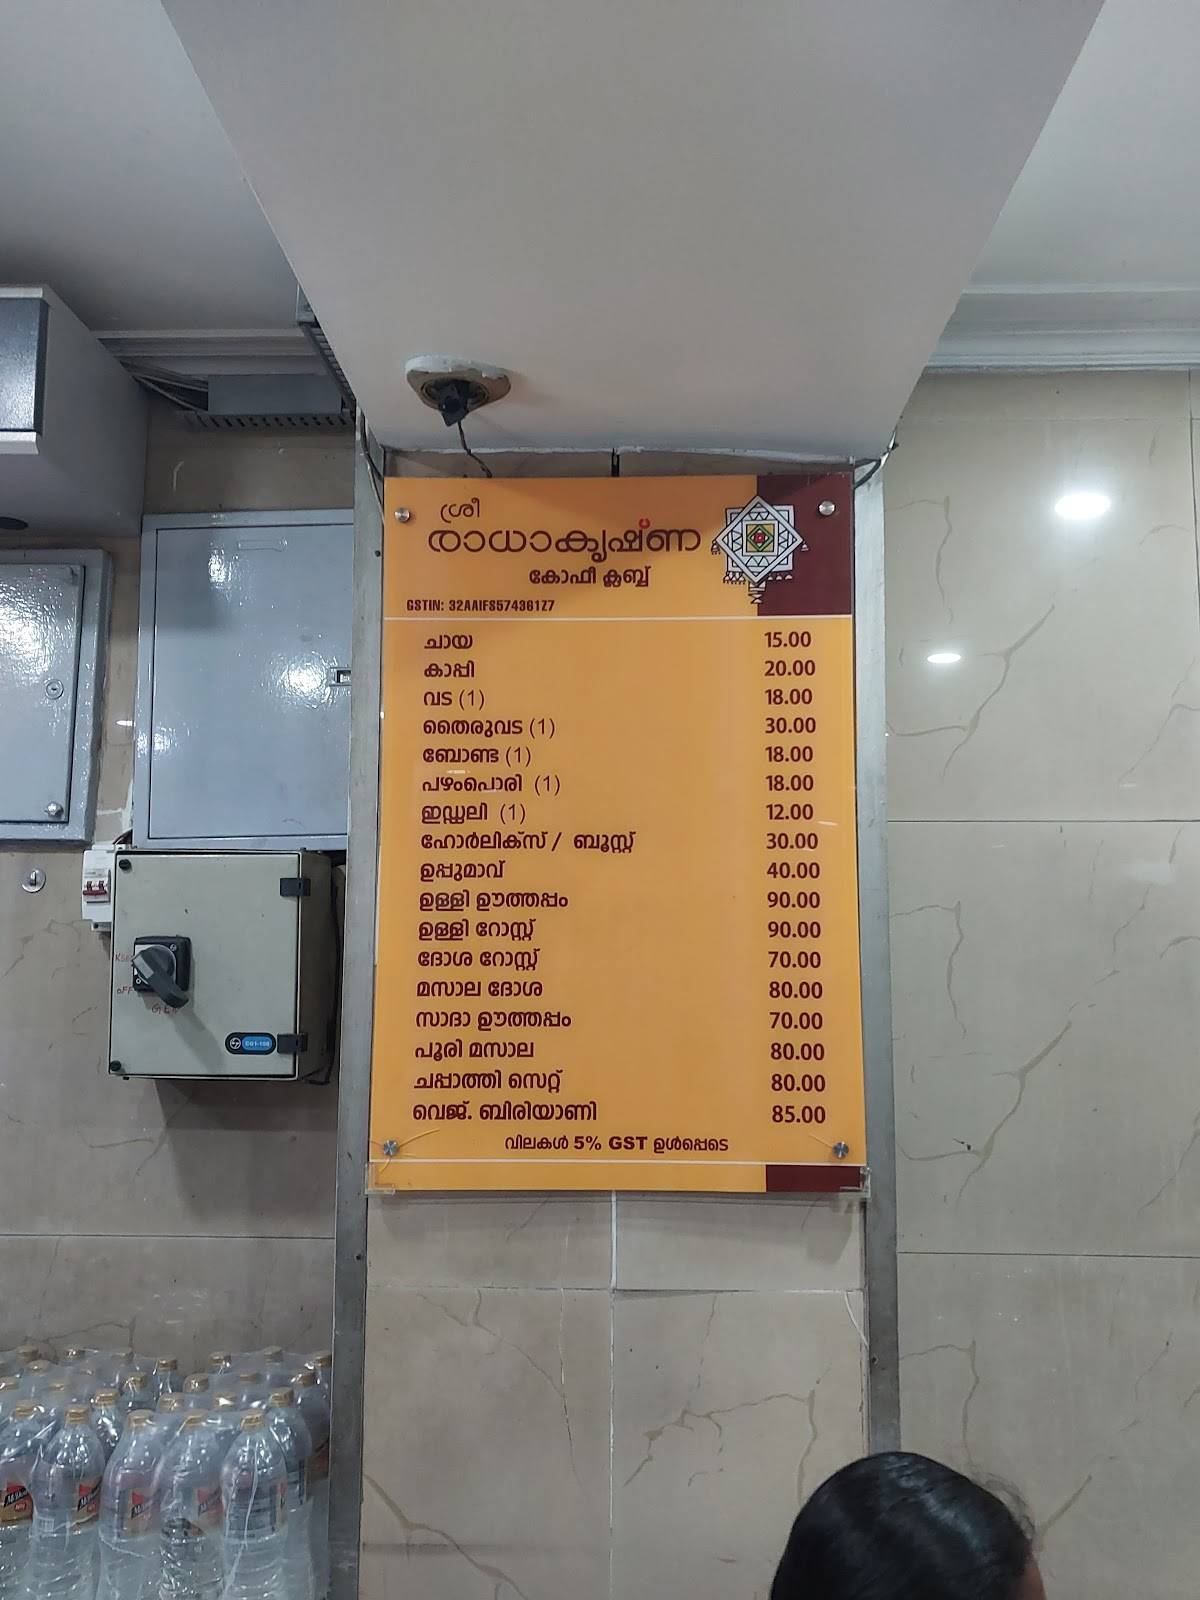 ശ്രീ
രാധാകൃഷ്ണ
കോഫീ ക്ലബ്ബ്
GSTIN: 32AAIFS574361Z7
ചായ 15.00
കാപ്പി 20.00
വട (1) 18.00
തൈരുവട (1) 30.00
ബോണ്ട (1) 18.00
പഴംപൊരി (1) 18.00
ഇഡ്ഡലി (1) 12.00
ഹോർലിക്സ് / ബൂസ്റ്റ് 30.00
ഉപ്പുമാവ് 40.00
ഉള്ളി ഊത്തപ്പം 90.00
ഉള്ളി റോസ്റ്റ് 90.00
ദോശ റോസ്റ്റ് 70.00
മസാല ദോശ 80.00
സാദാ ഊത്തപ്പം 70.00
പൂരി മസാല 80.00
ചപ്പാത്തി സെറ്റ് 80.00
വെജ്. ബിരിയാണി 85.00
വിലകൾ 5% GST ഉൾപ്പെടെ
OFF